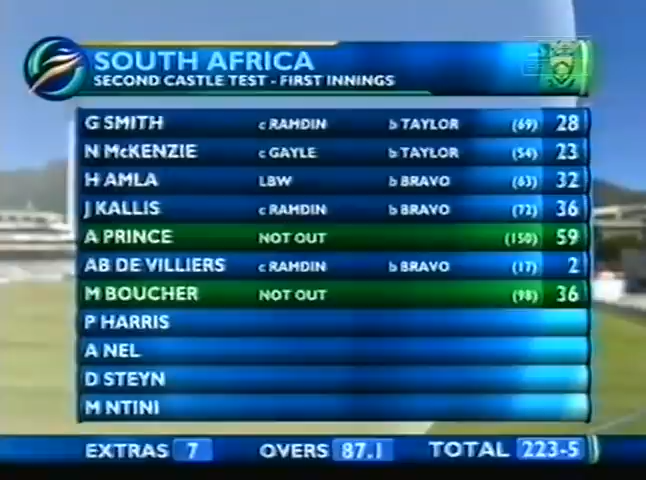 SOUTH AFRICA
SECOND CASTLE TEST - FIRST INNINGS
G SMITH c RAMDIN b TAYLOR (69) 28
N McKENZIE c GAYLE b TAYLOR (54) 23
H AMLA LBW b BRAVO (63) 32
J KALLIS c RAMDIN b BRAVO (72) 36
A PRINCE NOT OUT (150) 59
AB DE VILLIERS c RAMDIN b BRAVO (17) 2
M BOUCHER NOT OUT (98) 36
P HARRIS
A NEL
D STEYN
M NTINI
EXTRAS 7 OVERS 87.1 TOTAL 223-5